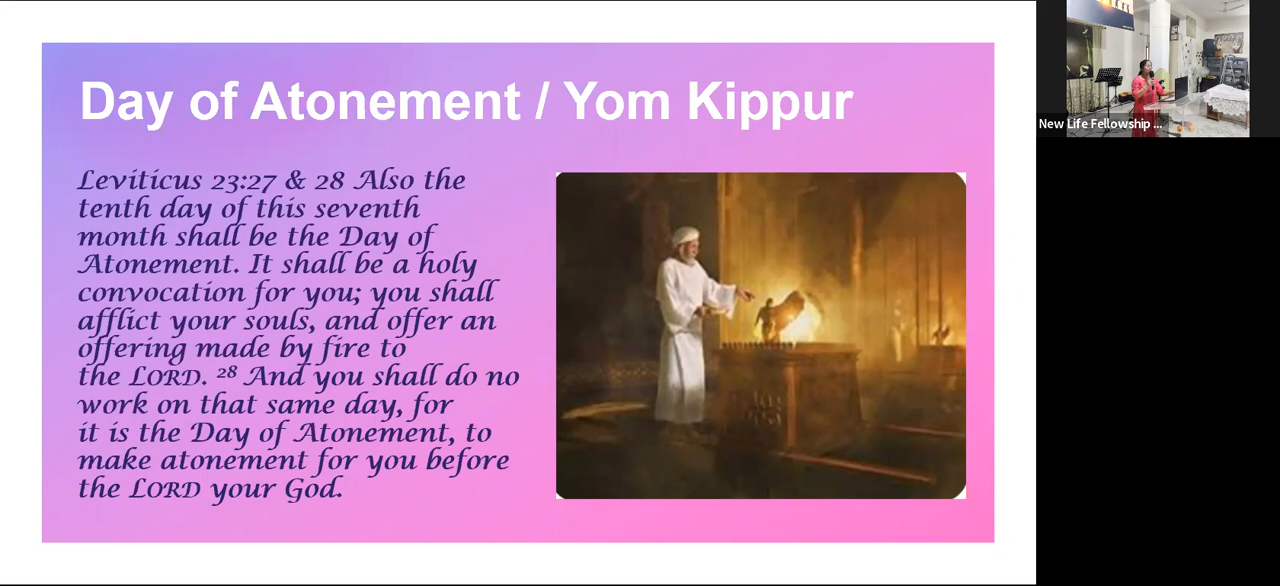 Day of Atonement / Yom Kippur
Leviticus 23:27 & 28 Also the
tenth day of this seventh
month shall be the Day of
Atonement. It shall be a holy
convocation for you; you shall
afflict your souls, and offer an
offering made by fire to
the LORD. 28 And you shall do no
work on that same day, for
it is the Day of Atonement, to
make atonement for you before
the LORD your God.
New Life Fellowship ...